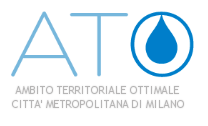 ATO
AMBITO TERRITORIALE OTTIMALE
CITTA' METROPOLITANA DI MILANO